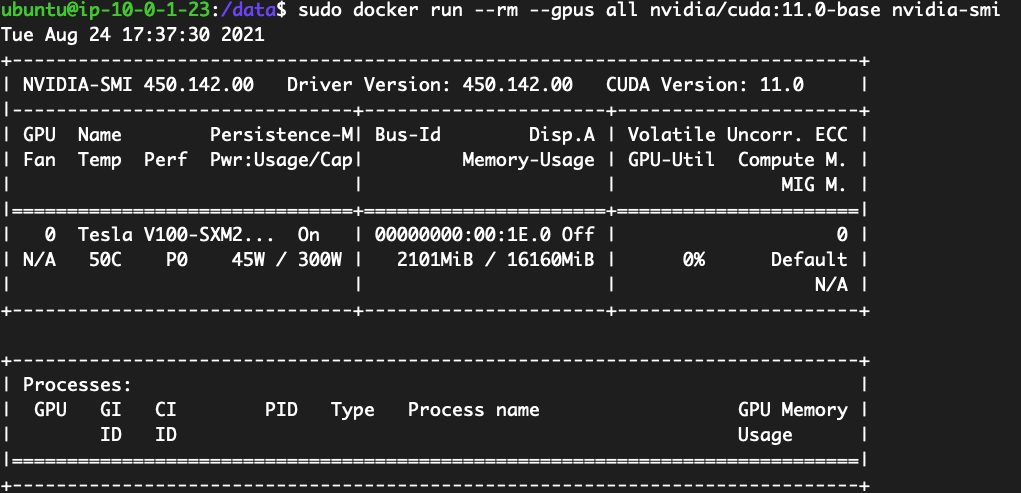 ubuntu@ip-10-0-1-23:/data$ sudo docker run --rm --gpus all nvidia/cuda:11.0-base nvidia-smi
Tue Aug 24 17:37:30 2021
+-----------------------------------------------------------------------------+
| NVIDIA-SMI 450.142.00   Driver Version: 450.142.00   CUDA Version: 11.0     |
|-------------------------------+----------------------+----------------------+
| GPU  Name        Persistence-M| Bus-Id        Disp.A | Volatile Uncorr. ECC |
| Fan  Temp  Perf  Pwr:Usage/Cap|         Memory-Usage | GPU-Util  Compute M. |
|                               |                      |               MIG M. |
|===============================+======================+======================|
|   0  Tesla V100-SXM2...  On   | 00000000:00:1E.0 Off |                    0 |
| N/A   50C    P0    45W / 300W |   2101MiB / 16160MiB |      0%      Default |
|                               |                      |                  N/A |
+-------------------------------+----------------------+----------------------+

+-----------------------------------------------------------------------------+
| Processes:                                                                  |
|  GPU   GI   CI        PID   Type   Process name                  GPU Memory |
|        ID   ID                                                   Usage      |
|=============================================================================|
+-----------------------------------------------------------------------------+